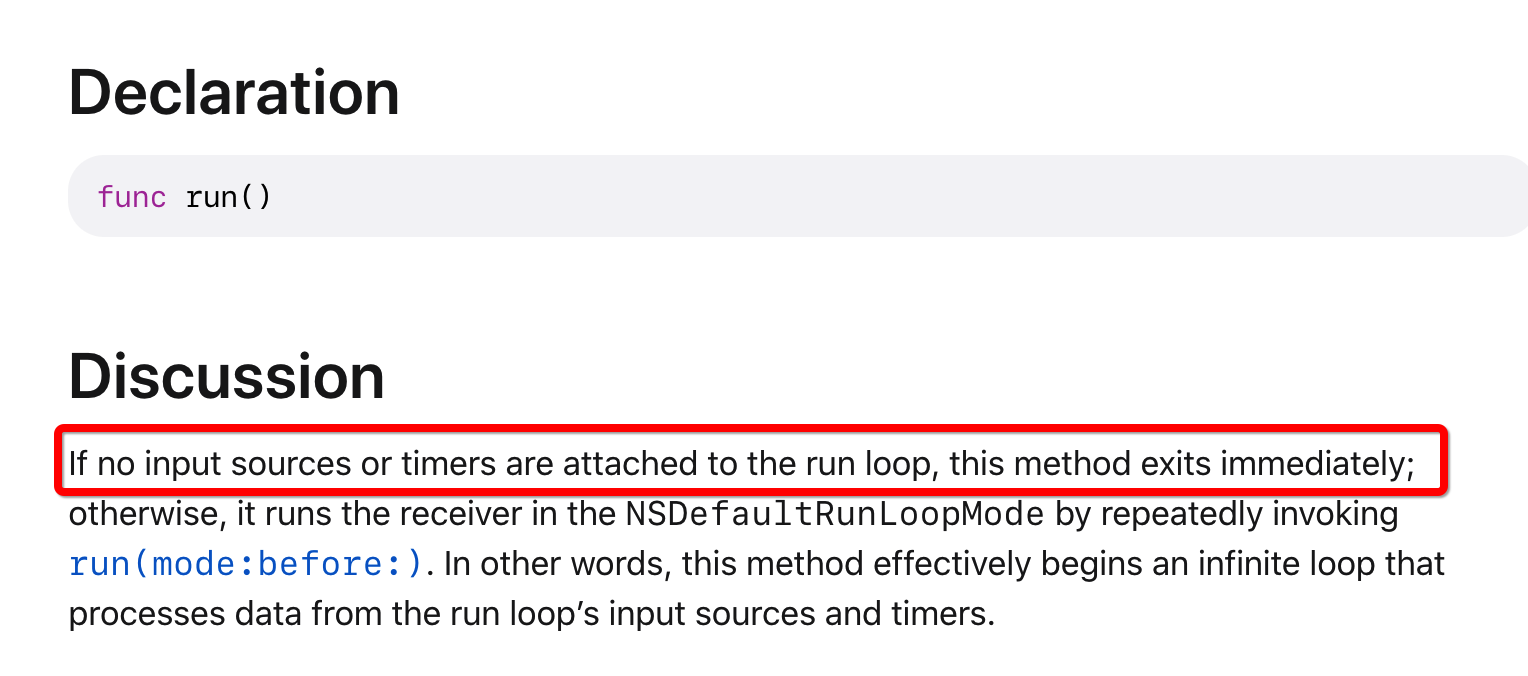 Declaration
func run()
Discussion
If no input sources or timers are attached to the run loop, this method exits immediately;
otherwise, it runs the receiver in the NSDefaultRunLoopMode by repeatedly invoking
run(mode:before:). In other words, this method effectively begins an infinite loop that
processes data from the run loop’s input sources and timers.